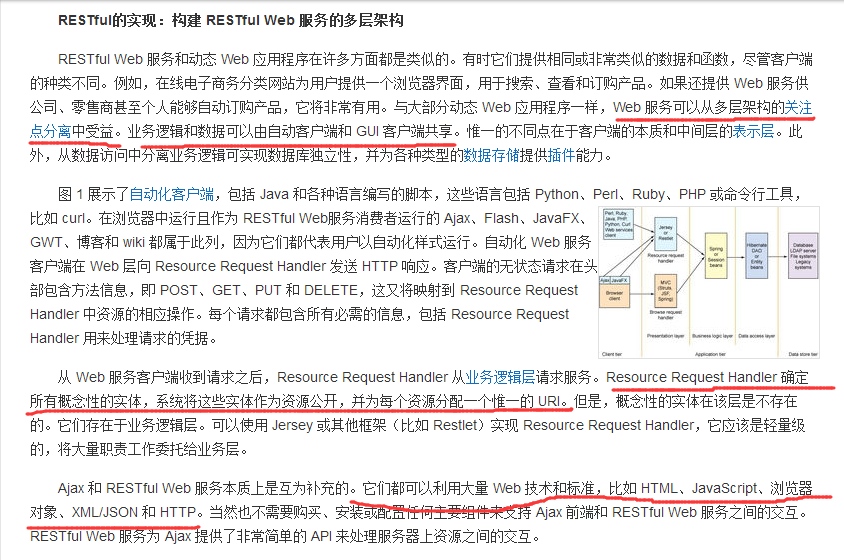 RESTful的实现：构建 RESTful Web 服务的多层架构
RESTful Web 服务和动态 Web 应用程序在许多方面都是类似的。有时它们提供相同或非常类似的数据和函数，尽管客户端
的种类不同。例如，在线电子商务分类网站为用户提供一个浏览器界面，用于搜索、查看和订购产品。如果还提供 Web 服务供
公司、零售商甚至个人能够自动订购产品，它将非常有用。与大部分动态 Web 应用程序一样，Web 服务可以从多层架构的关注
点分离中受益。业务逻辑和数据可以由自动客户端和 GUI 客户端共享。惟一的不同点在于客户端的本质和中间层的表示层。此
外，从数据访问中分离业务逻辑可实现数据库独立性，并为各种类型的数据存储提供插件能力。
图 1 展示了自动化客户端，包括 Java 和各种语言编写的脚本，这些语言包括 Python、Perl、Ruby、PHP 或命令行工具，
比如 curl。在浏览器中运行且作为 RESTful Web服务消费者运行的 Ajax、Flash、JavaFX、
GWT、博客和 wiki 都属于此列，因为它们都代表用户以自动化样式运行。自动化 Web 服务
客户端在 Web 层向 Resource Request Handler 发送 HTTP 响应。客户端的无状态请求在头
部包含方法信息，即 POST、GET、PUT 和 DELETE，这又将映射到 Resource Request
Handler 中资源的相应操作。每个请求都包含所有必需的信息，包括 Resource Request
Handler 用来处理请求的凭据。
Perl, Ruby,
Java, PHP,
Python, Curl
Web services
client
Jersey
or
Restlet
Resource request
handler
Spring
or
Session
beans
Hibernate
DAO
or
Entity
beans
Database
LDAP server
File systems
Legacy
systems
Ajax, JavaFX
Browser
client
MVC
(Struts,
JSF,
Spring)
Browse request
handler
Presentation layer
Business logic layer
Data access layer
Client tier
Application tier
Data store tier
从 Web 服务客户端收到请求之后，Resource Request Handler 从业务逻辑层请求服务。Resource Request Handler 确定
所有概念性的实体，系统将这些实体作为资源公开，并为每个资源分配一个惟一的 URI。但是，概念性的实体在该层是不存在
的。它们存在于业务逻辑层。可以使用 Jersey 或其他框架（比如 Restlet）实现 Resource Request Handler，它应该是轻量级
的，将大量职责工作委托给业务层。
Ajax 和 RESTful Web 服务本质上是互为补充的。它们都可以利用大量 Web 技术和标准，比如 HTML、JavaScript、浏览器
对象、XML/JSON 和 HTTP。当然也不需要购买、安装或配置任何主要组件来支持 Ajax 前端和 RESTful Web 服务之间的交互。
RESTful Web 服务为 Ajax 提供了非常简单的 API 来处理服务器上资源之间的交互。